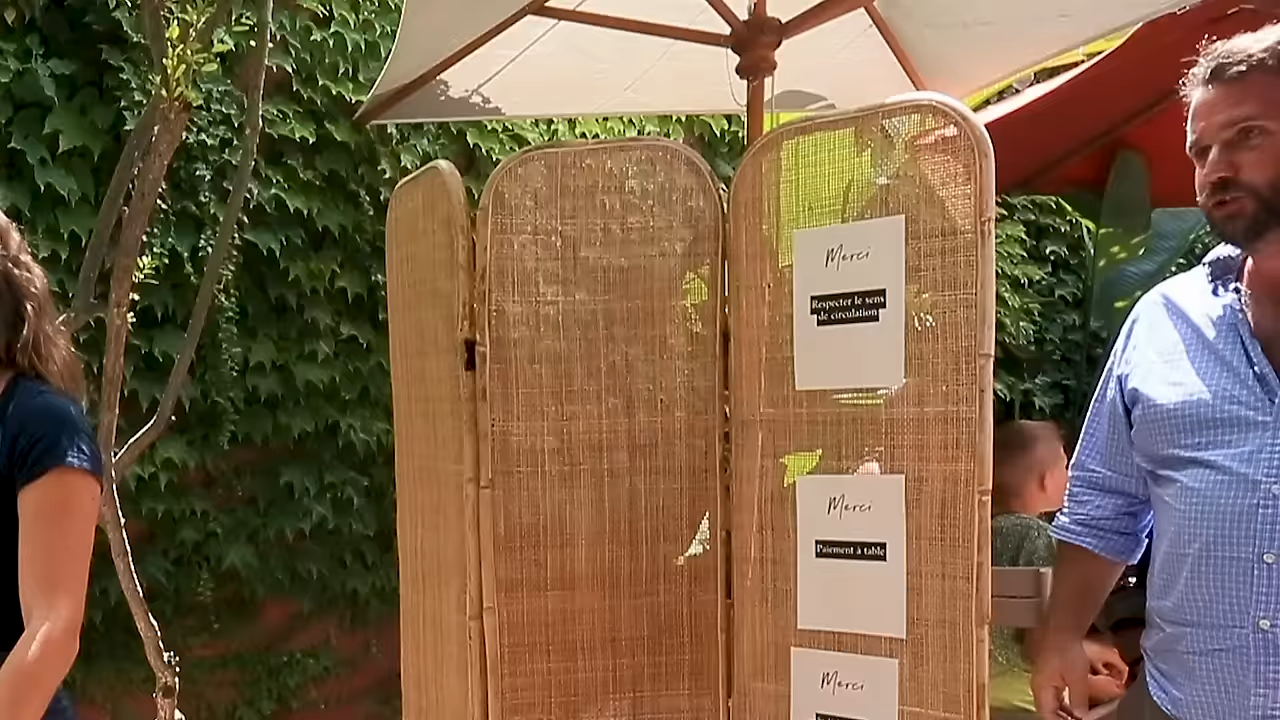 Merci
Respecter le sens
de circulation
Merci
Paiement à table
Merci